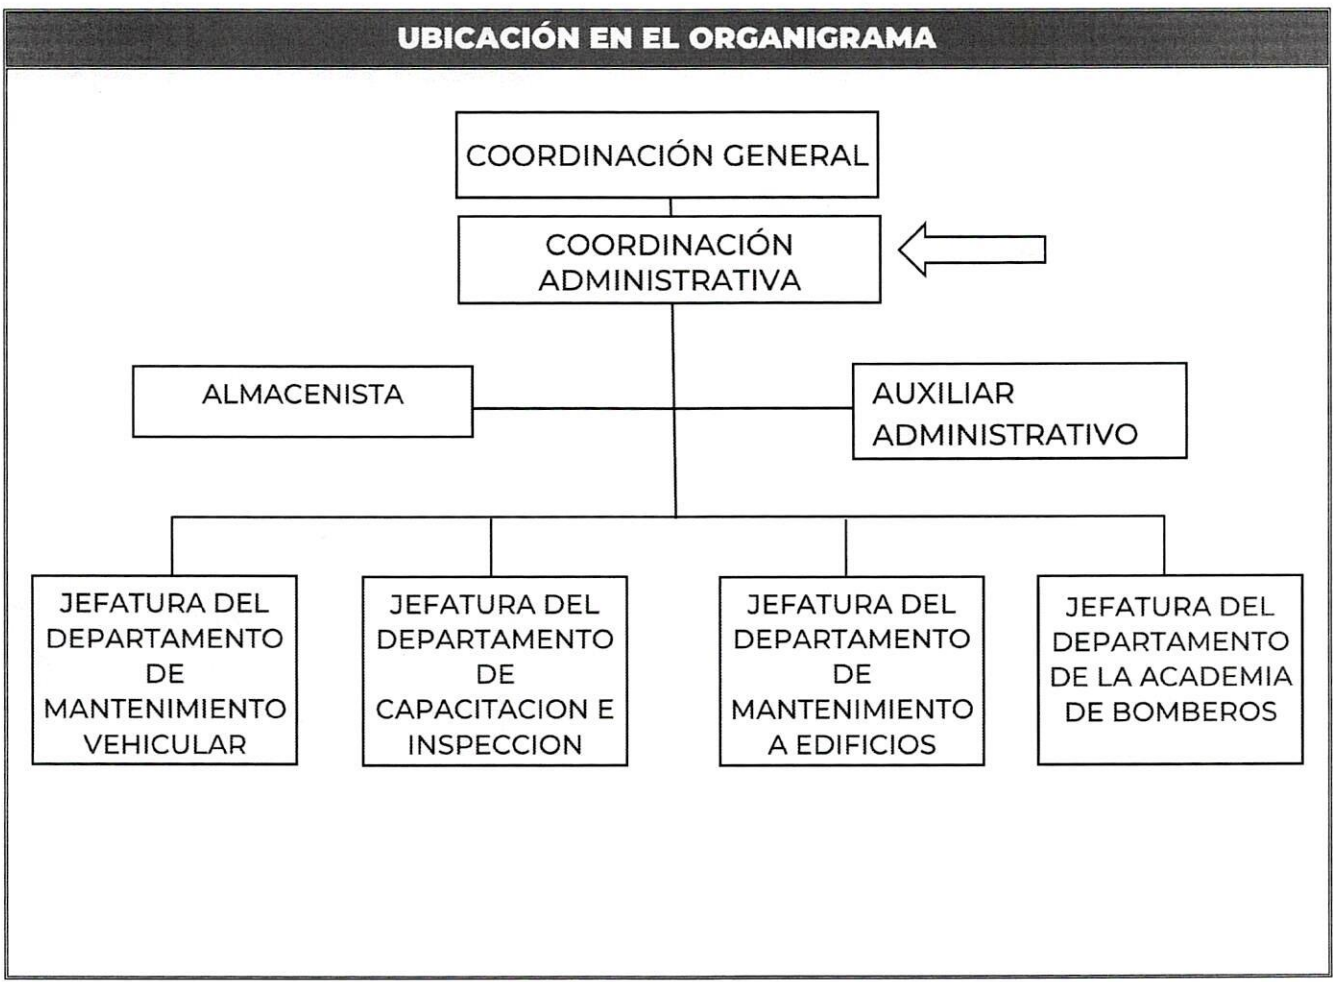 UBICACIÓN EN EL ORGANIGRAMA
COORDINACIÓN GENERAL
COORDINACIÓN
ADMINISTRATIVA
ALMACENISTA
AUXILIAR
ADMINISTRATIVO
JEFATURA DEL
DEPARTAMENTO
DE
MANTENIMIENTO
VEHICULAR
JEFATURA DEL
DEPARTAMENTO
DE
CAPACITACION E
INSPECCION
JEFATURA DEL
DEPARTAMENTO
DE
MANTENIMIENTO
A EDIFICIOS
JEFATURA DEL
DEPARTAMENTO
DE LA ACADEMIA
DE BOMBEROS